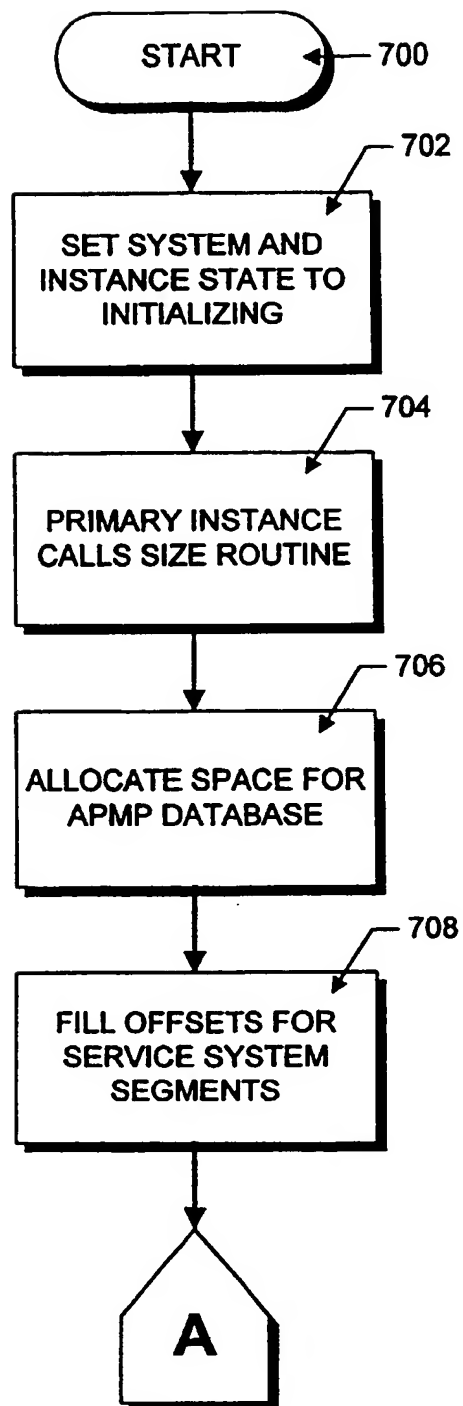 START
700
702
SET SYSTEM AND
INSTANCE STATE TO
INITIALIZING
704
PRIMARY INSTANCE
CALLS SIZE ROUTINE
706
ALLOCATE SPACE FOR
APMP DATABASE
708
FILL OFFSETS FOR
SERVICE SYSTEM
SEGMENTS
A